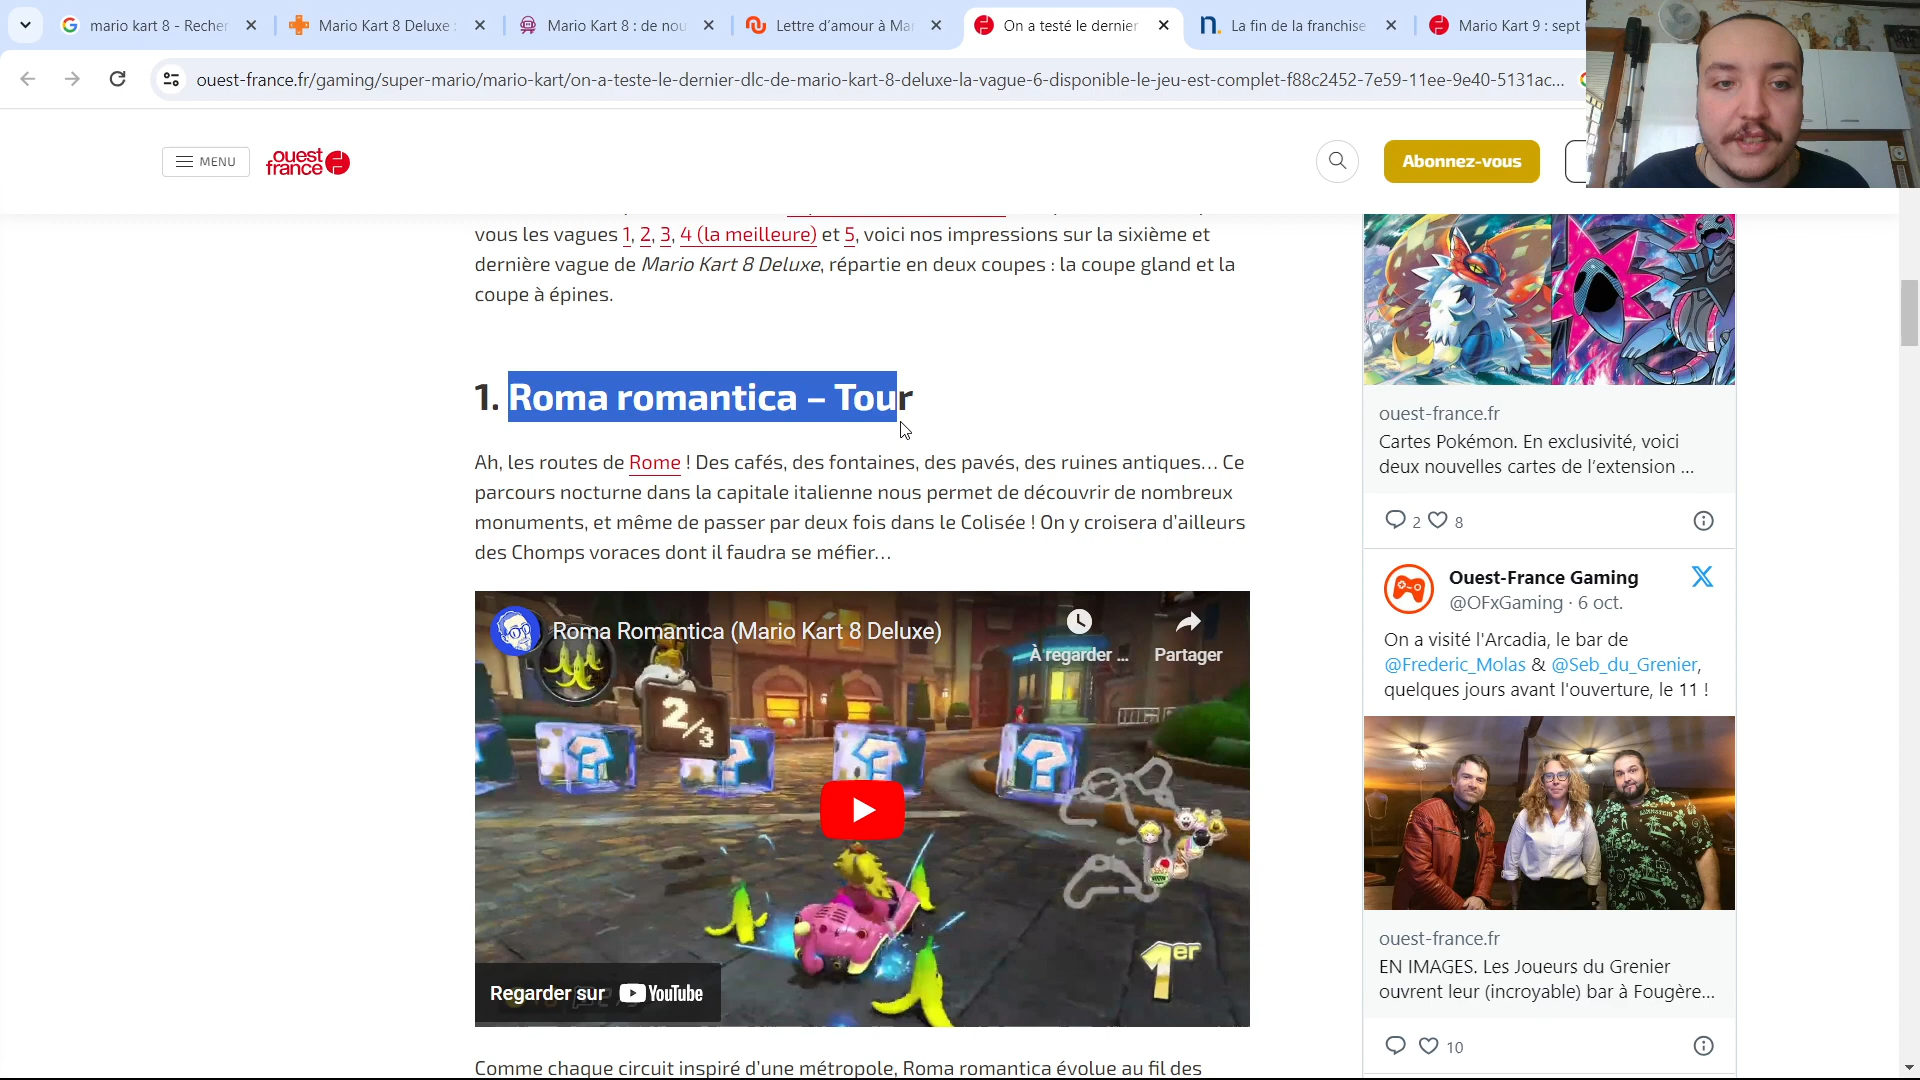 mario kart 8 - Recher
Mario Kart 8 Deluxe :
Mario Kart 8 : de nou
Lettre d'amour à Mar
On a testé le dernier
La fin de la franchise
Mario Kart 9 : sept
ouest-france.fr/gaming/super-mario/mario-kart/on-a-teste-le-dernier-dlc-de-mario-kart-8-deluxe-la-vague-6-disponible-le-jeu-est-complet-f88c2452-7e59-11ee-9e40-5131ac...
MENU
ouest
france
Abonnez-vous
vous les vagues 1, 2, 3, 4 (la meilleure) et 5, voici nos impressions sur la sixième et
dernière vague de Mario Kart 8 Deluxe, répartie en deux coupes : la coupe gland et la
coupe à épines.
1. Roma romantica – Tour
Ah, les routes de Rome ! Des cafés, des fontaines, des pavés, des ruines antiques… Ce
parcours nocturne dans la capitale italienne nous permet de découvrir de nombreux
monuments, et même de passer par deux fois dans le Colisée ! On y croisera d'ailleurs
des Chomps voraces dont il faudra se méfier…
Roma Romantica (Mario Kart 8 Deluxe)
À regarder ...
Partager
2/3
1er
Regarder sur YouTube
Comme chaque circuit inspiré d'une métropole, Roma romantica évolue au fil des
ouest-france.fr
Cartes Pokémon. En exclusivité, voici
deux nouvelles cartes de l'extension ...
2 8
Ouest-France Gaming
@OFxGaming · 6 oct.
On a visité l'Arcadia, le bar de
@Frederic_Molas & @Seb_du_Grenier,
quelques jours avant l'ouverture, le 11 !
ouest-france.fr
EN IMAGES. Les Joueurs du Grenier
ouvrent leur (incroyable) bar à Fougère...
10